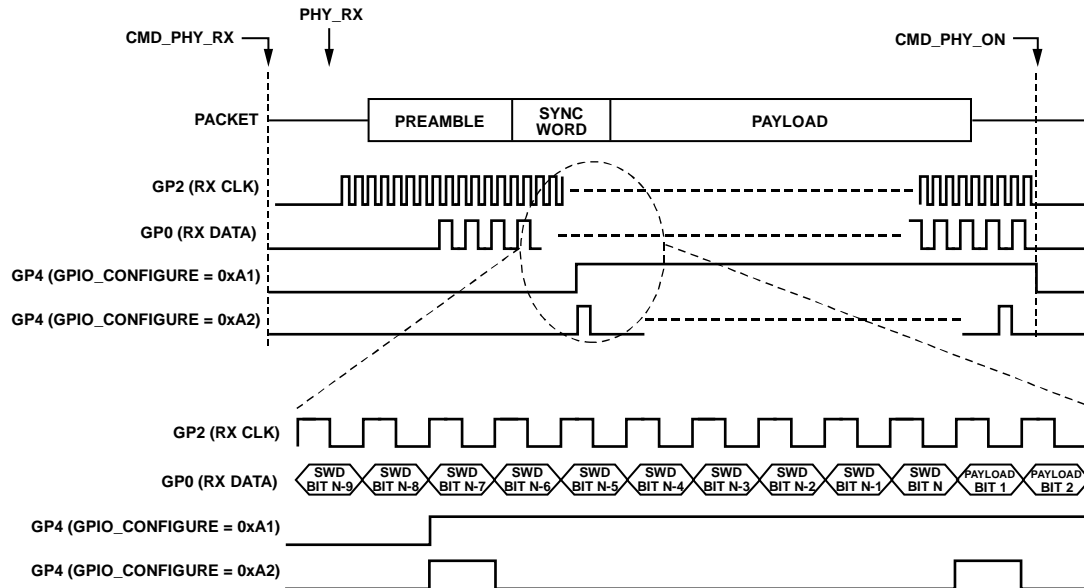 PHY_RX
CMD_PHY_RX
CMD_PHY_ON
PACKET
PREAMBLE
SYNC
WORD
PAYLOAD
GP2 (RX CLK)
GP0 (RX DATA)
GP4 (GPIO_CONFIGURE = 0xA1)
GP4 (GPIO_CONFIGURE = 0xA2)
GP2 (RX CLK)
GP0 (RX DATA)
SWD
BIT N-9
SWD
BIT N-8
SWD
BIT N-7
SWD
BIT N-6
SWD
BIT N-5
SWD
BIT N-4
SWD
BIT N-3
SWD
BIT N-2
SWD
BIT N-1
SWD
BIT N
PAYLOAD
BIT 1
PAYLOAD
BIT 2
GP4 (GPIO_CONFIGURE = 0xA1)
GP4 (GPIO_CONFIGURE = 0xA2)